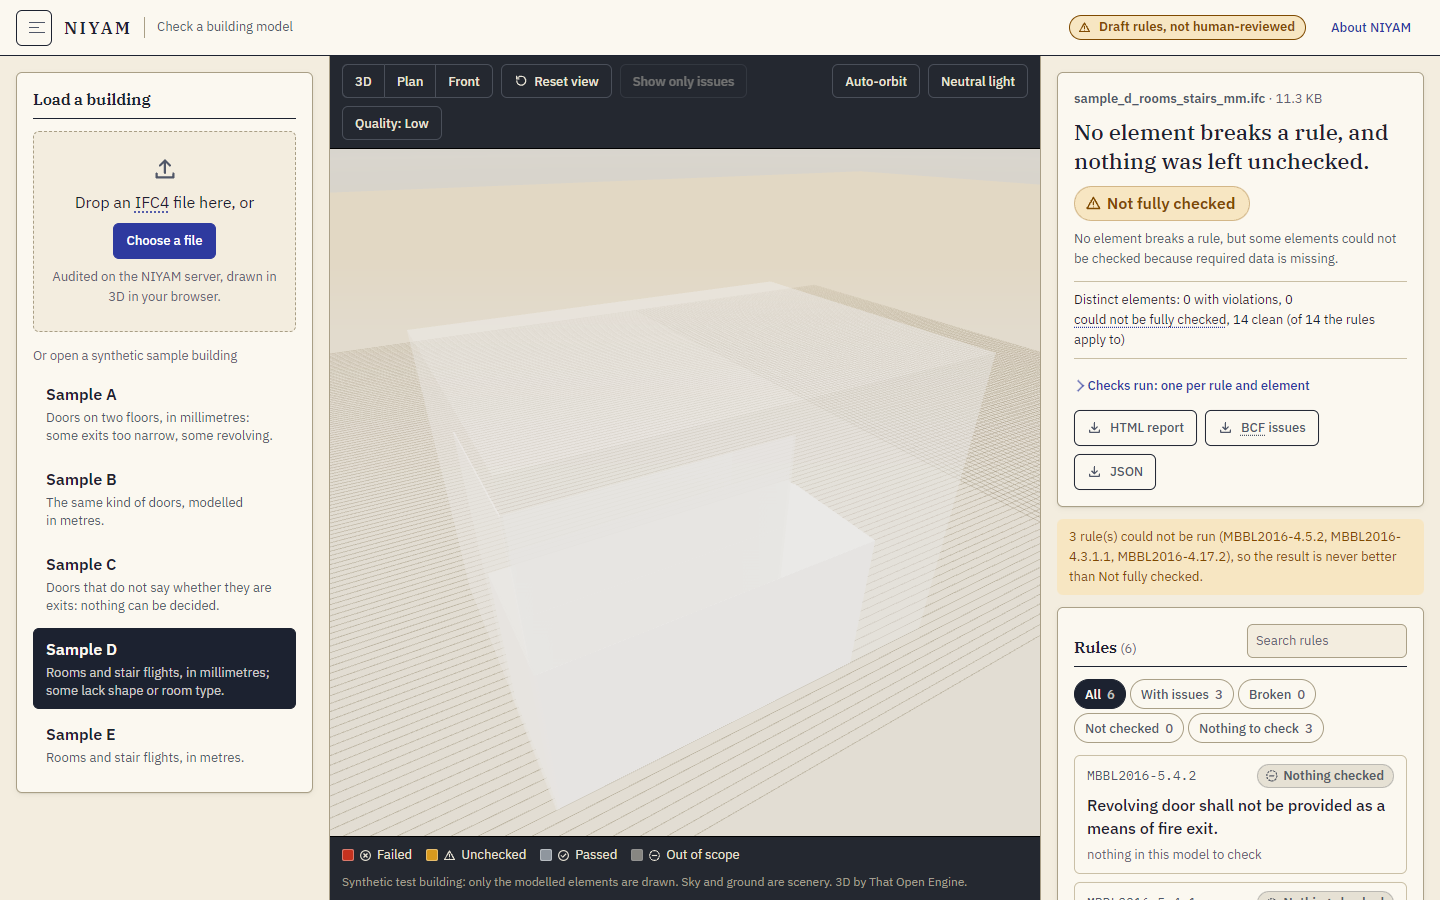 NIYAM
Check a building model
Draft rules, not human-reviewed
About NIYAM
Load a building
Drop an IFC4 file here, or
Choose a file
Audited on the NIYAM server, drawn in
3D in your browser.
Or open a synthetic sample building
Sample A
Doors on two floors, in millimetres:
some exits too narrow, some revolving.
Sample B
The same kind of doors, modelled
in metres.
Sample C
Doors that do not say whether they are
exits: nothing can be decided.
Sample D
Rooms and stair flights, in millimetres;
some lack shape or room type.
Sample E
Rooms and stair flights, in metres.
3D
Plan
Front
Reset view
Show only issues
Auto-orbit
Neutral light
Quality: Low
Failed
Unchecked
Passed
Out of scope
Synthetic test building: only the modelled elements are drawn. Sky and ground are scenery. 3D by That Open Engine.
sample_d_rooms_stairs_mm.ifc · 11.3 KB
No element breaks a rule, and
nothing was left unchecked.
Not fully checked
No element breaks a rule, but some elements could not
be checked because required data is missing.
Distinct elements: 0 with violations, 0
could not be fully checked, 14 clean (of 14 the rules
apply to)
Checks run: one per rule and element
HTML report
BCF issues
JSON
3 rule(s) could not be run (MBBL2016-4.5.2, MBBL2016-
4.3.1.1, MBBL2016-4.17.2), so the result is never better
than Not fully checked.
Rules (6)
Search rules
All 6
With issues 3
Broken 0
Not checked 0
Nothing to check 3
MBBL2016-5.4.2
Nothing checked
Revolving door shall not be provided as a
means of fire exit.
nothing in this model to check